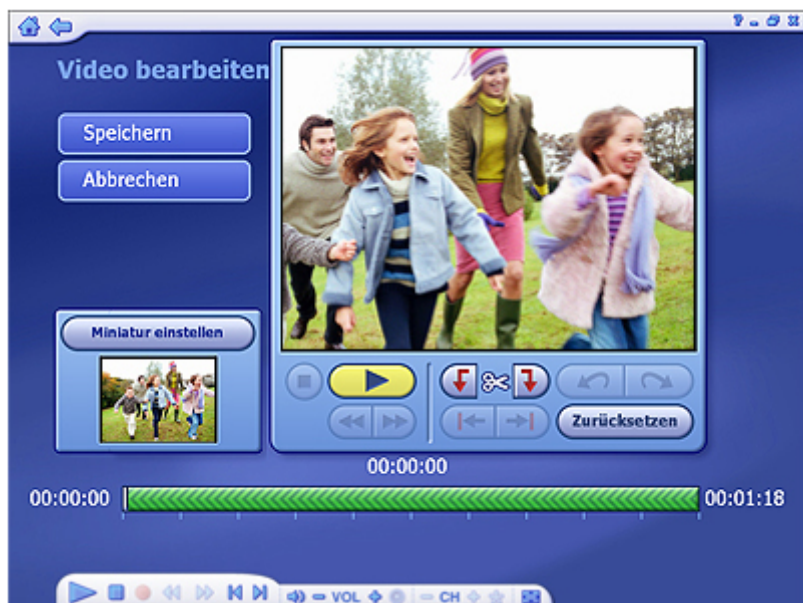 ?
Video bearbeiten
Speichern
Abbrechen
Miniatur einstellen
Zurücksetzen
00:00:00
00:00:00
00:01:18
VOL
CH